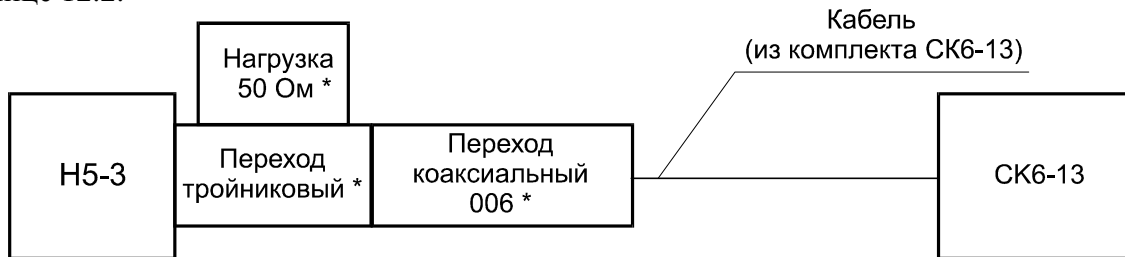 Кабель
(из комплекта СК6-13)
Нагрузка
50 Ом *
Н5-3
Переход
тройниковый *
Переход
коаксиальный
006 *
СК6-13